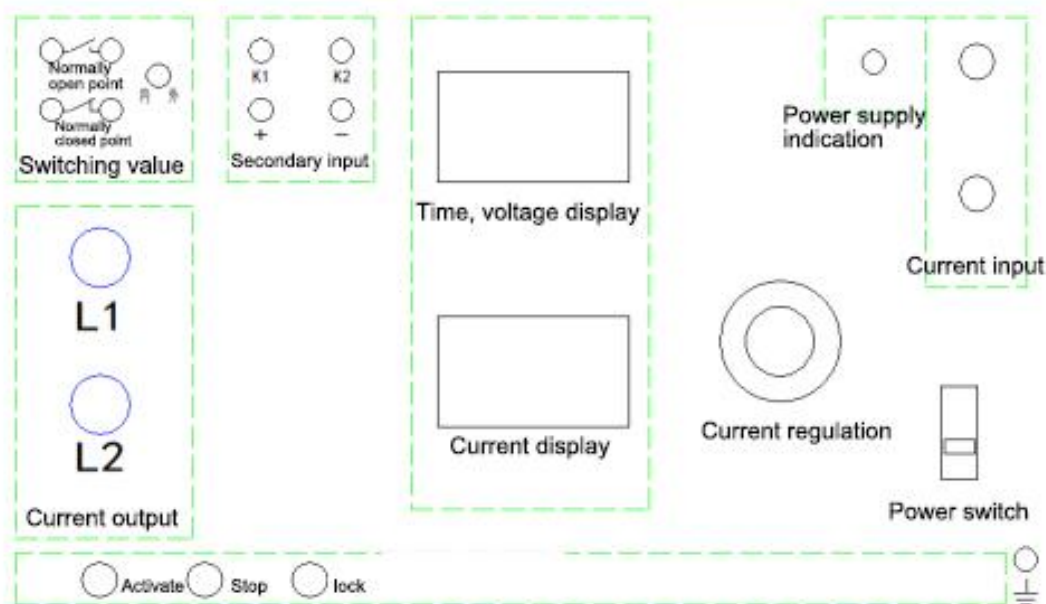 Normally
open point
Normally
closed point
Switching value
K1
K2
+
−
Secondary input
Time, voltage display
Power supply
indication
Current input
L1
L2
Current output
Current display
Current regulation
Power switch
Activate
Stop
lock